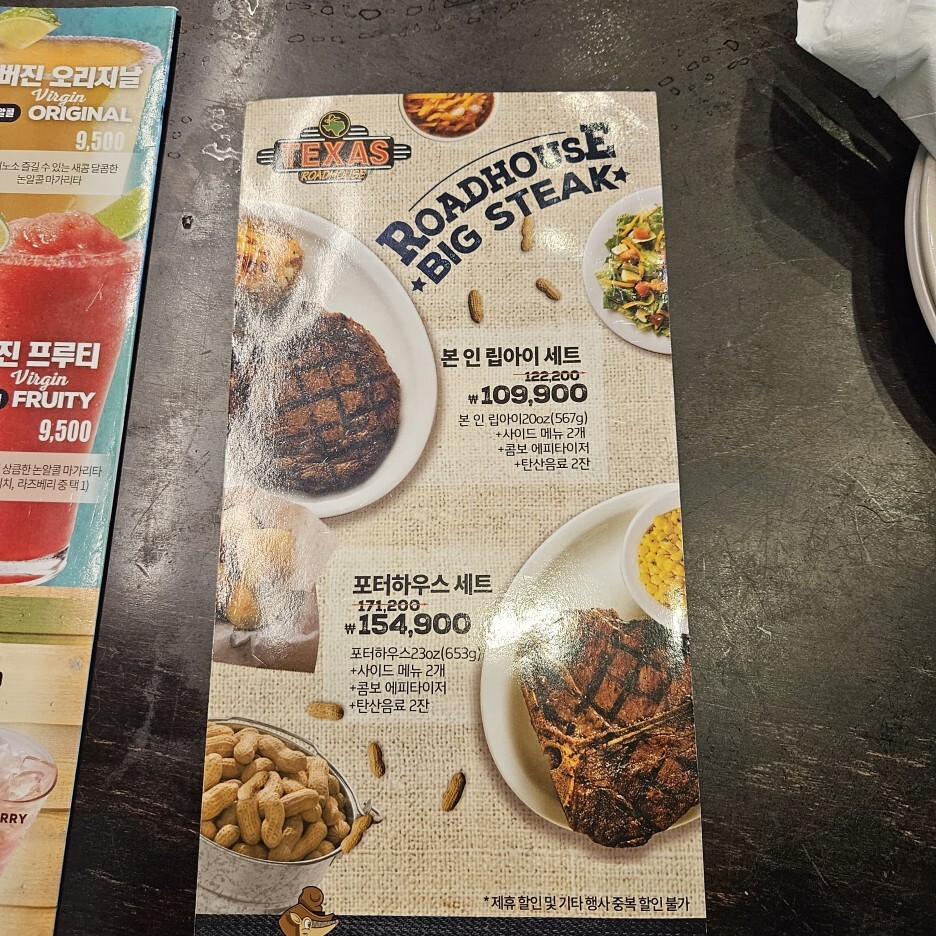 버진 오리지날
Virgin
ORIGINAL
9,500
즐길 수 있는 새콤 달콤한
논알콜 마가리타
진 프루티
Virgin
FRUITY
9,500
상큼한 논알콜 마가리타
라즈베리 중 택 1)
RRY
TEXAS
ROADHOUSE
ROADHOUSE
BIG STEAK
본 인 립아이 세트
122,200
₩109,900
본 인 립아이20oz(567g)
+사이드 메뉴 2개
+콤보 에피타이저
+탄산음료 2잔
포터하우스 세트
171,200
₩154,900
포터하우스23oz(653g)
+사이드 메뉴 2개
+콤보 에피타이저
+탄산음료 2잔
*제휴 할인 및 기타 행사 중복 할인 불가